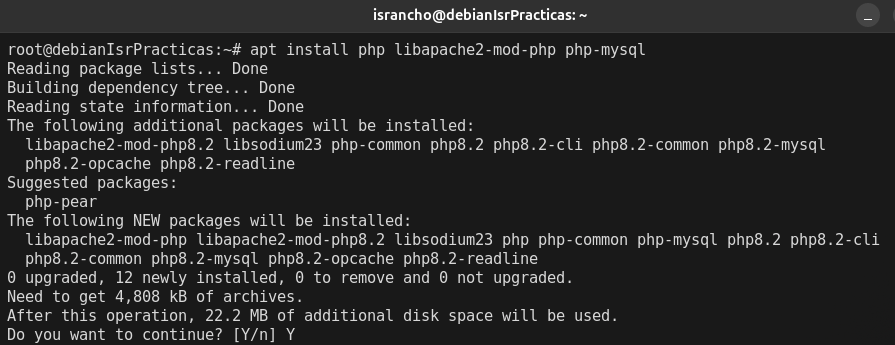 israncho@debianIsrPracticas: ~
root@debianIsrPracticas:~# apt install php libapache2-mod-php php-mysql
Reading package lists... Done
Building dependency tree... Done
Reading state information... Done
The following additional packages will be installed:
  libapache2-mod-php8.2 libsodium23 php-common php8.2 php8.2-cli php8.2-common php8.2-mysql
  php8.2-opcache php8.2-readline
Suggested packages:
  php-pear
The following NEW packages will be installed:
  libapache2-mod-php libapache2-mod-php8.2 libsodium23 php php-common php-mysql php8.2 php8.2-cli
  php8.2-common php8.2-mysql php8.2-opcache php8.2-readline
0 upgraded, 12 newly installed, 0 to remove and 0 not upgraded.
Need to get 4,808 kB of archives.
After this operation, 22.2 MB of additional disk space will be used.
Do you want to continue? [Y/n] Y